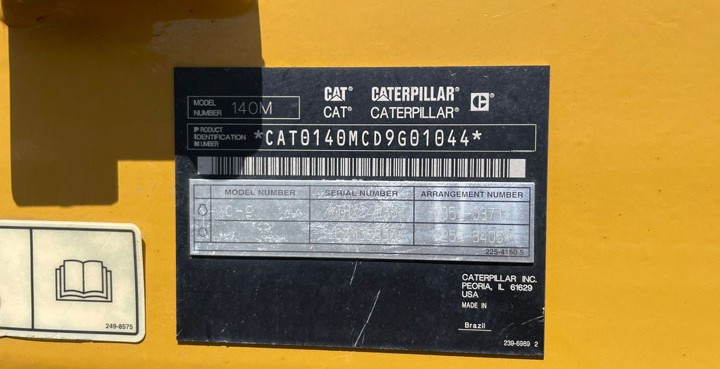 MODEL NUMBER 140M
CAT® CATERPILLAR®
CAT® CATERPILLAR®
PRODUCT IDENTIFICATION NUMBER *CAT0140MCD9G01044*
MODEL NUMBER SERIAL NUMBER ARRANGEMENT NUMBER
C-9
225-4150 5
CATERPILLAR INC.
PEORIA, IL 61629
USA
MADE IN
Brazil
239-6989 2
249-8575